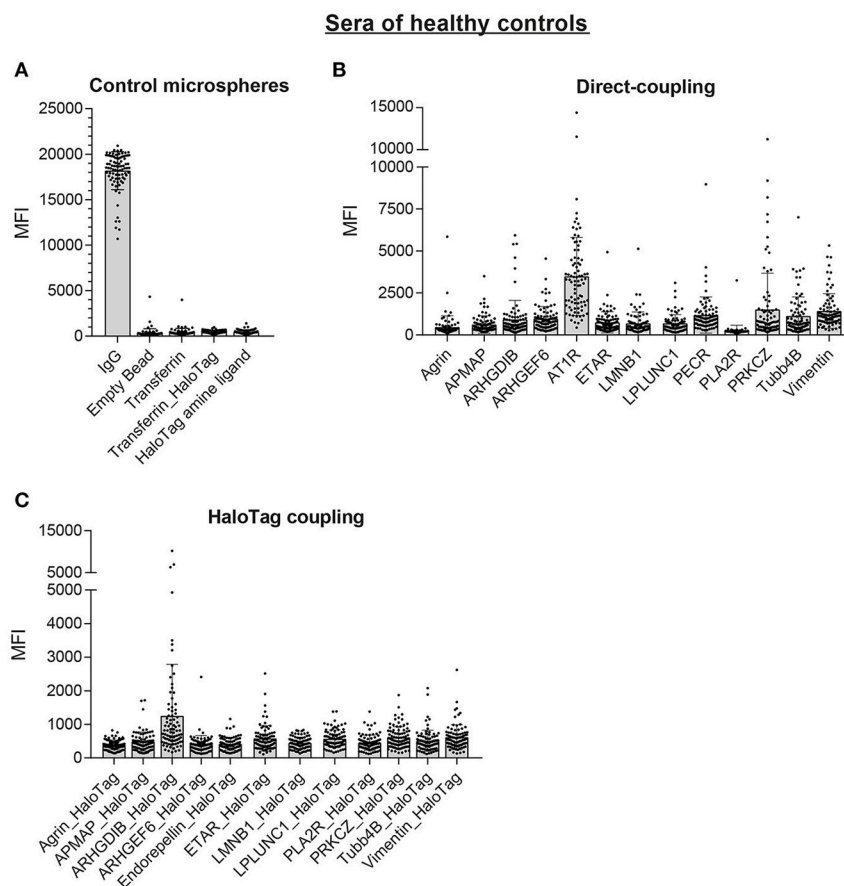 Sera of healthy controls
A
Control microspheres
25000
20000
15000
10000
5000
0
MFI
IgG
Empty Bead
Transferrin
Transferrin_HaloTag
HaloTag amine ligand
B
Direct-coupling
15000
10000
10000
7500
5000
2500
0
MFI
Agrin
APMAP
ARHGDIB
ARHGEF6
AT1R
ETAR
LMNB1
LPLUNC1
PECR
PLA2R
PRKCZ
Tubb4B
Vimentin
C
HaloTag coupling
15000
5000
5000
4000
3000
2000
1000
0
MFI
Agrin_HaloTag
APMAP_HaloTag
ARHGDIB_HaloTag
ARHGEF6_HaloTag
Endorepellin_HaloTag
ETAR_HaloTag
LMNB1_HaloTag
LPLUNC1_HaloTag
PLA2R_HaloTag
PRKCZ_HaloTag
Tubb4B_HaloTag
Vimentin_HaloTag